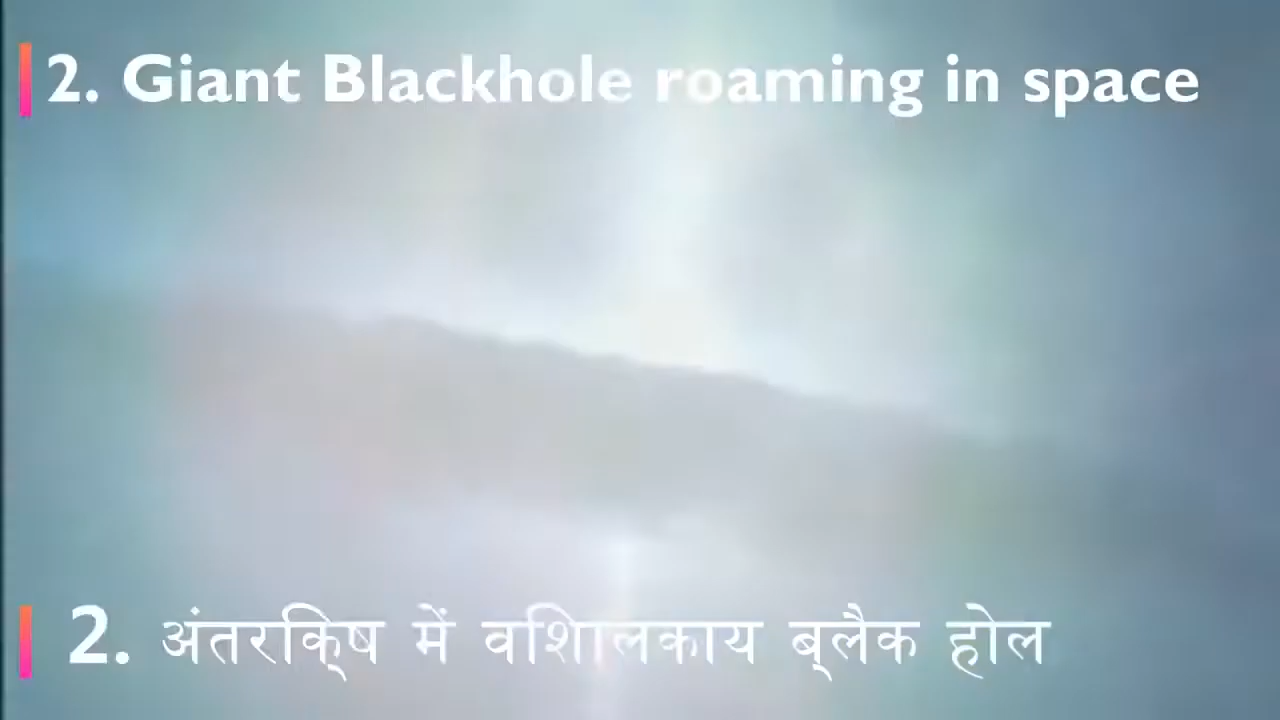 2. Giant Blackhole roaming in space
2. अंतरकि्ष में वशिालकाय ब्लैक होल